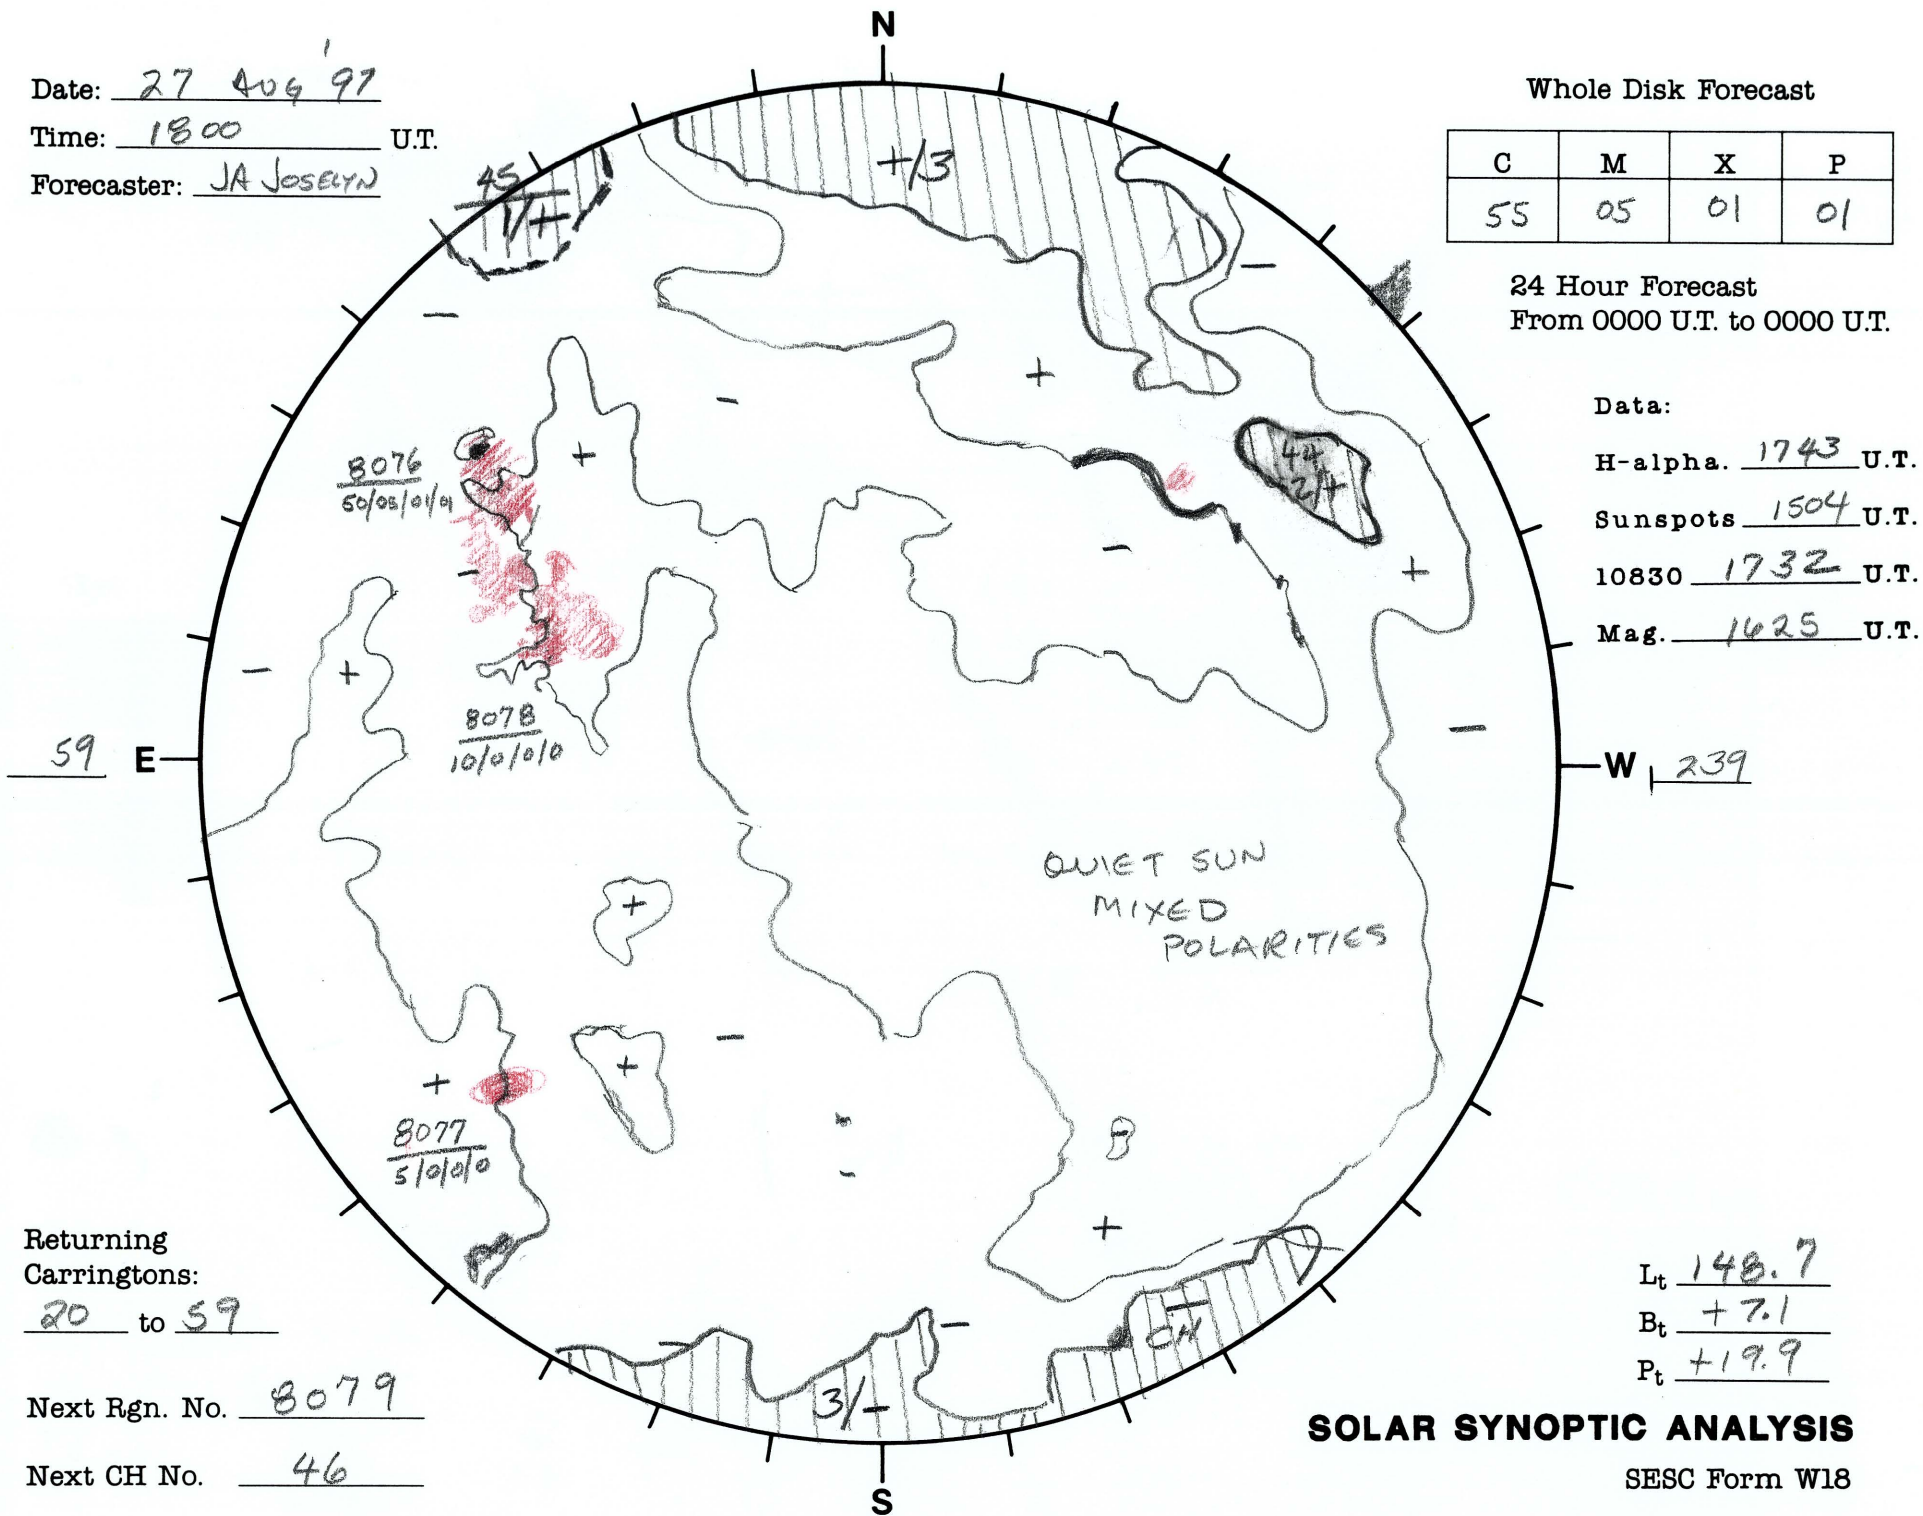 N
Date: 27 AUG '97
Time: 1800 U.T.
Forecaster: JA JOSELYN
Whole Disk Forecast
C M X P
55 05 01 01
24 Hour Forecast
From 0000 U.T. to 0000 U.T.
Data:
H-alpha. 1743 U.T.
Sunspots 1504 U.T.
10830 1732 U.T.
Mag. 1625 U.T.
45
1/+
+/3
-
-
+
-
+
44
2/+
8076
50/05/01/01
-
-
+
-
+
-
8078
10/0/0/0
59 E
W 239
QUIET SUN
MIXED
POLARITIES
+
+
-
+
8077
5/0/0/0
-
-
+
-
CH
-
-
3/-
Returning
Carringtons:
20 to 59
Next Rgn. No. 8079
Next CH No. 46
Lt 148.7
Bt +7.1
Pt +19.9
SOLAR SYNOPTIC ANALYSIS
SESC Form W18
S